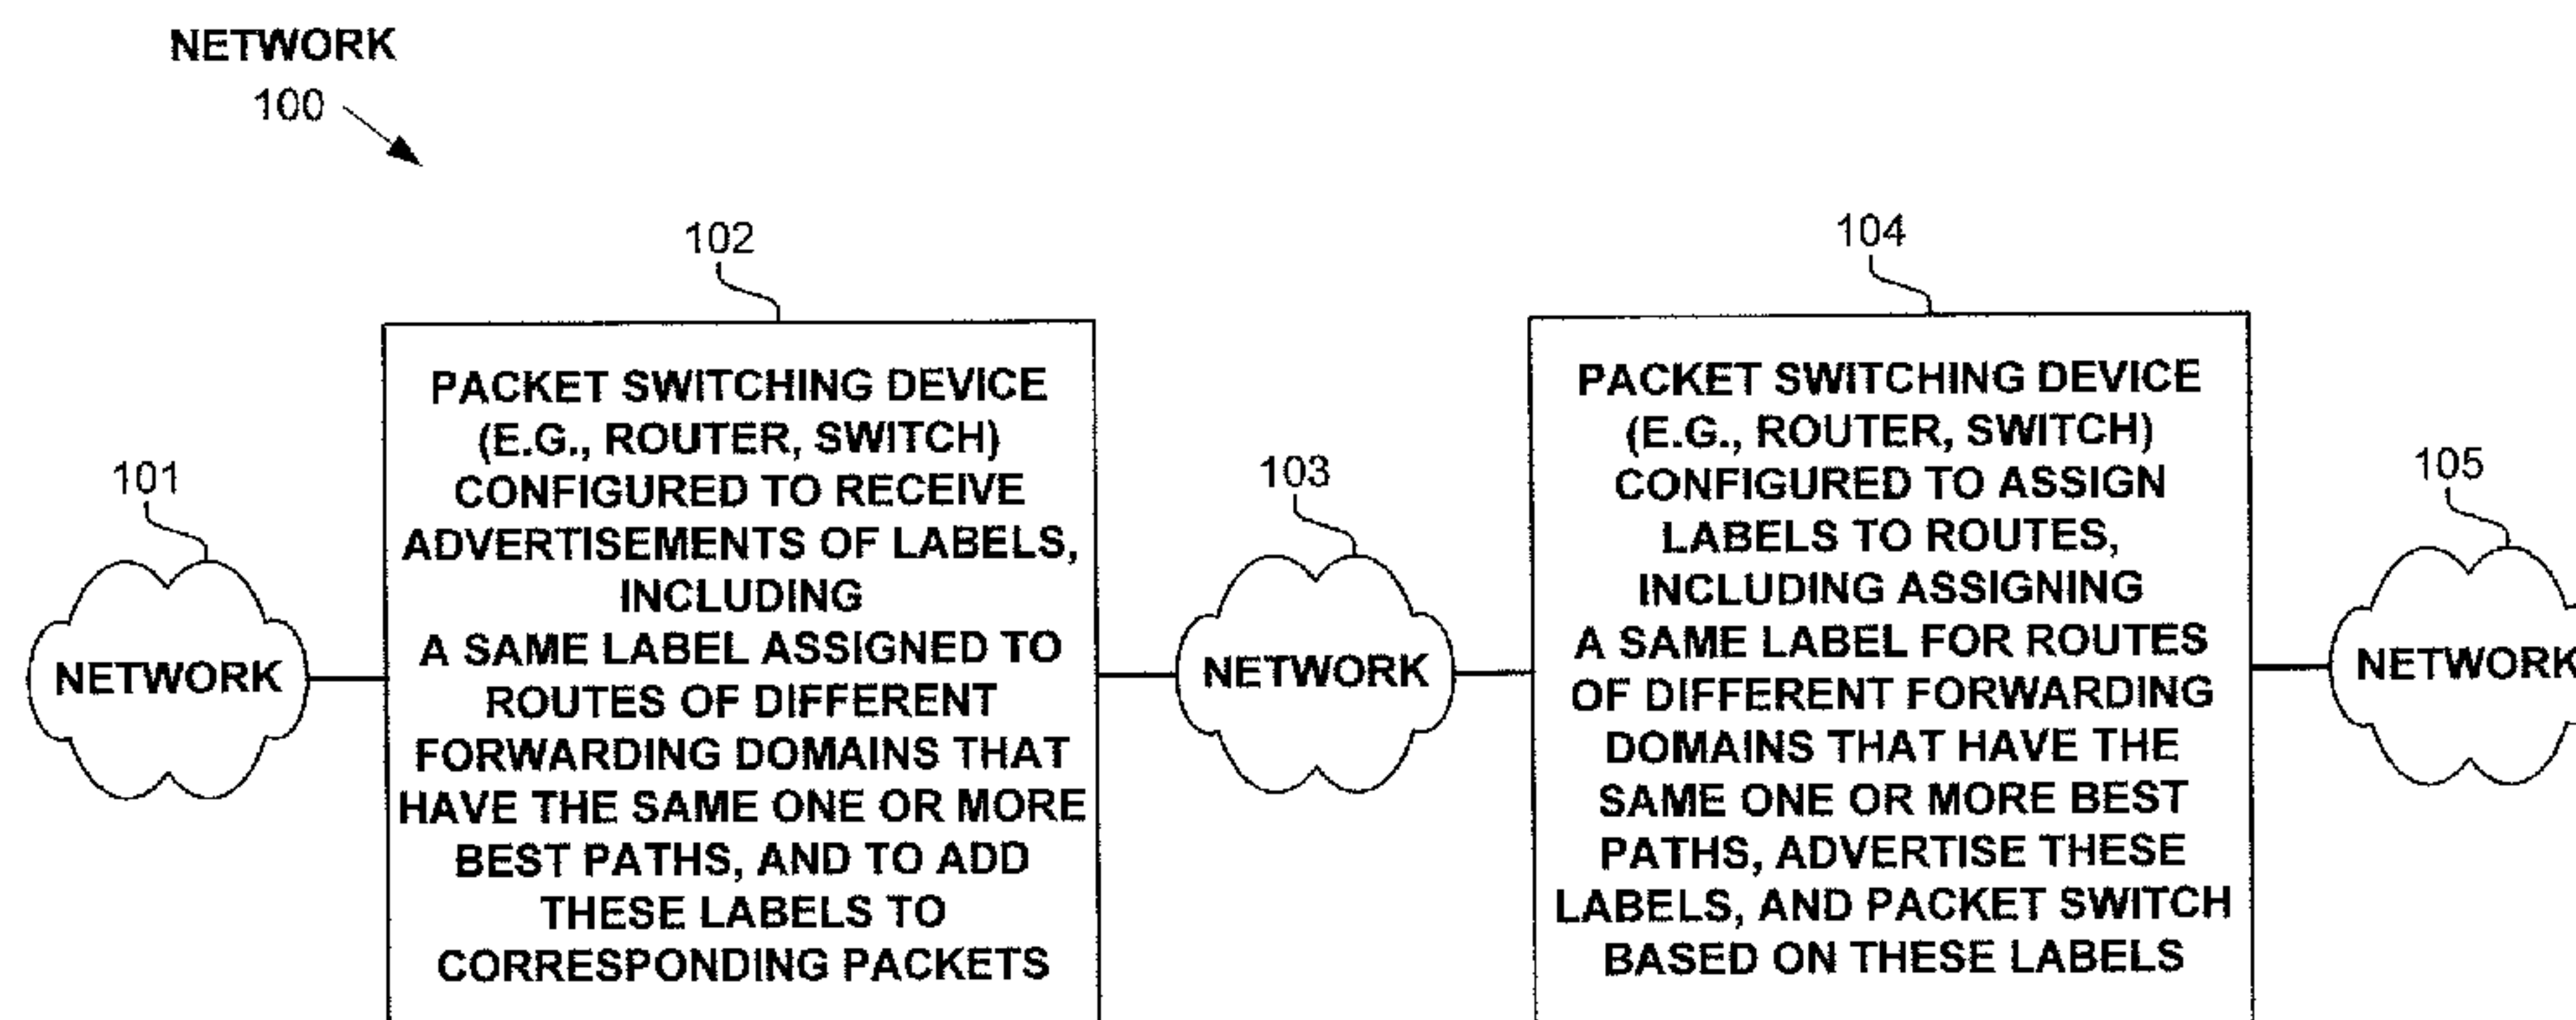 NETWORK
100
102
104
PACKET SWITCHING DEVICE
(E.G., ROUTER, SWITCH)
CONFIGURED TO RECEIVE
ADVERTISEMENTS OF LABELS,
INCLUDING
A SAME LABEL ASSIGNED TO
ROUTES OF DIFFERENT
FORWARDING DOMAINS THAT
HAVE THE SAME ONE OR MORE
BEST PATHS, AND TO ADD
THESE LABELS TO
CORRESPONDING PACKETS
PACKET SWITCHING DEVICE
(E.G., ROUTER, SWITCH)
CONFIGURED TO ASSIGN
LABELS TO ROUTES,
INCLUDING ASSIGNING
A SAME LABEL FOR ROUTES
OF DIFFERENT FORWARDING
DOMAINS THAT HAVE THE
SAME ONE OR MORE BEST
PATHS, ADVERTISE THESE
LABELS, AND PACKET SWITCH
BASED ON THESE LABELS
101
NETWORK
103
NETWORK
105
NETWORK